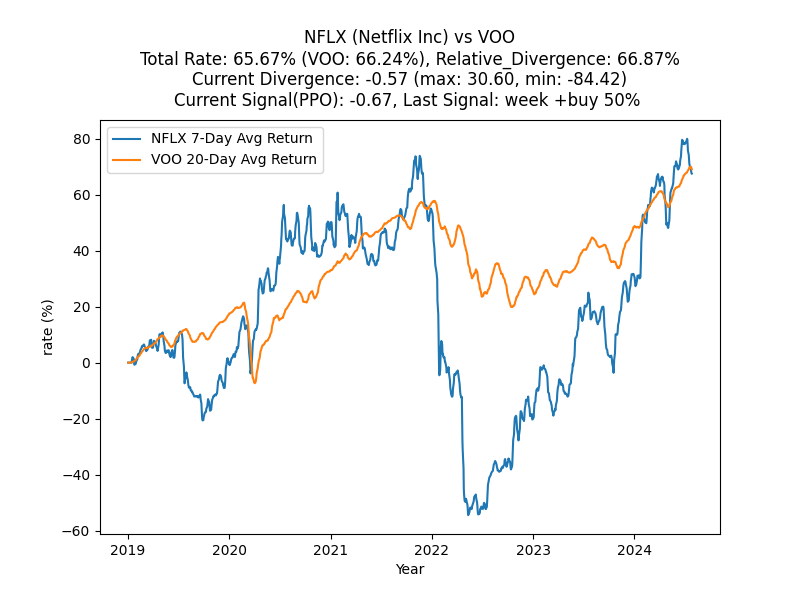 NFLX (Netflix Inc) vs VOO
Total Rate: 65.67% (VOO: 66.24%), Relative_Divergence: 66.87%
Current Divergence: -0.57 (max: 30.60, min: -84.42)
Current Signal(PPO): -0.67, Last Signal: week +buy 50%
NFLX 7-Day Avg Return
VOO 20-Day Avg Return
80
60
40
20
0
−20
−40
−60
rate (%)
2019 2020 2021 2022 2023 2024
Year